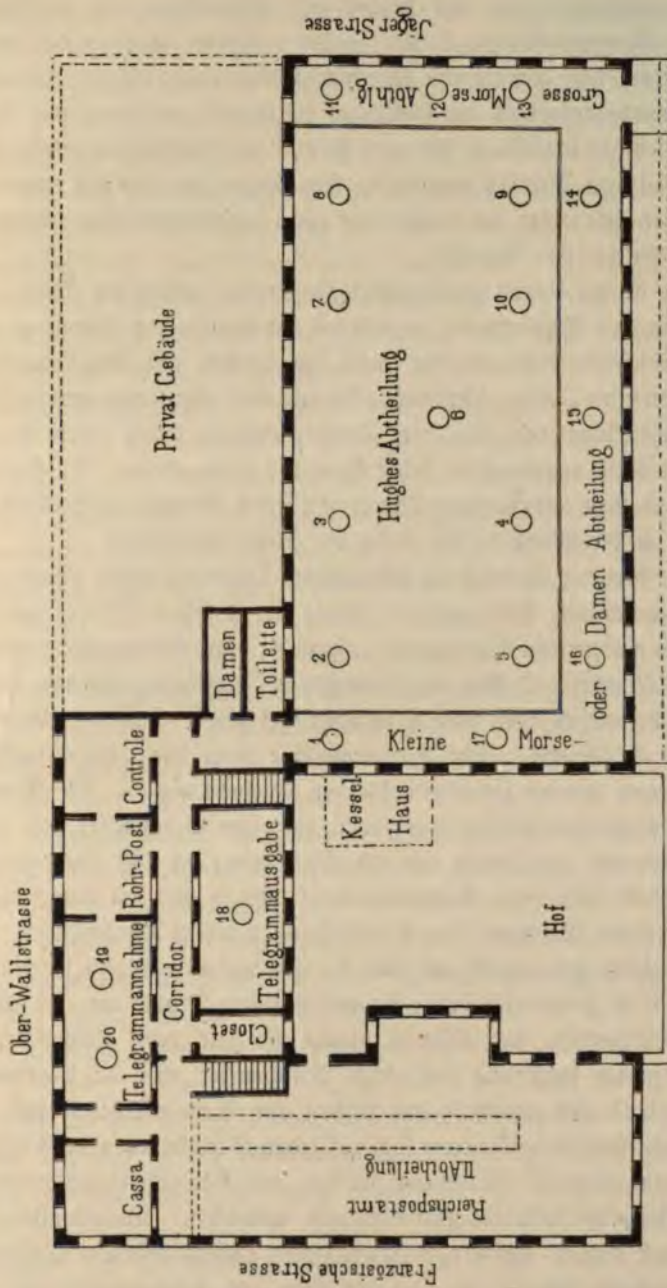 Ober-Wallstrasse
Jäger Strasse
Französische Strasse
Privat Gebäude
Cassa
20
19
Telegrammannahme
Rohr-Post
Controle
Corridor
Closet
18
Telegrammausgabe
Damen
Toilette
Reichspostamt
II Abtheilung
Hof
Kessel
Haus
1
Kleine
17
Morse-
oder Damen Abtheilung
16
15
14
Hughes Abtheilung
2
3
7
8
6
5
4
10
9
11
12
13
Grosse Morse Abthlg.